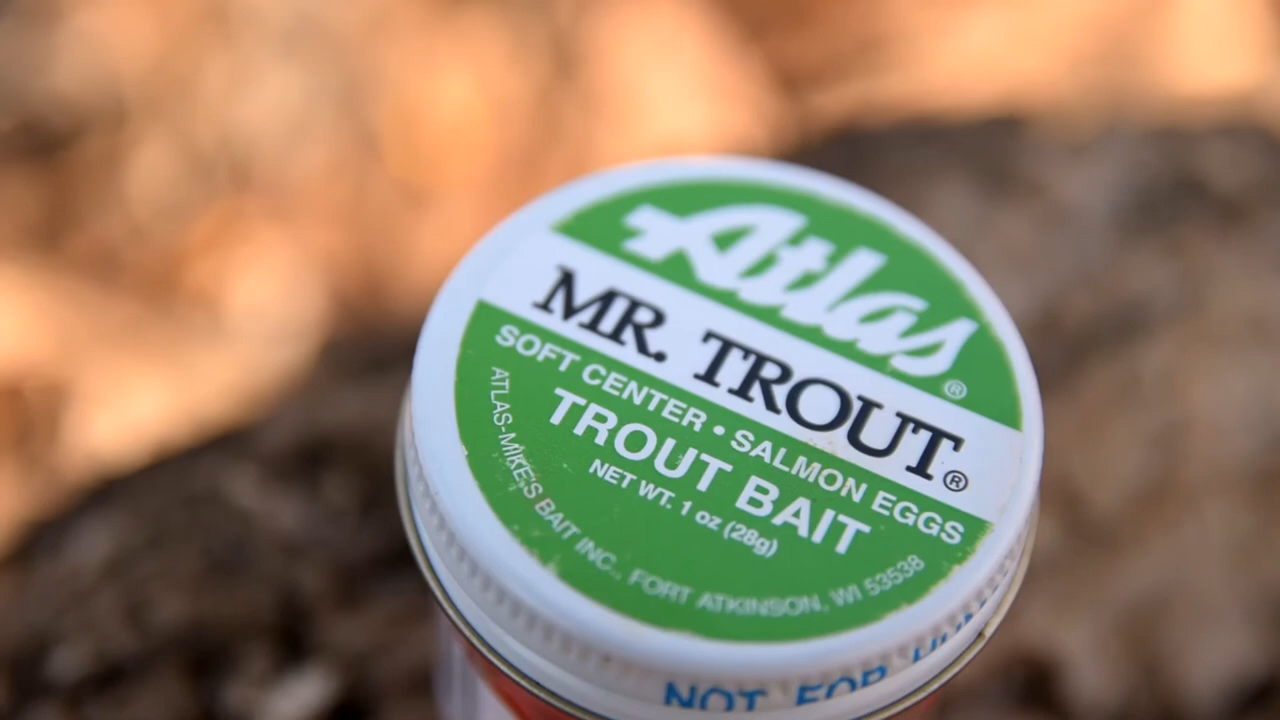 Atlas®
MR. TROUT®
SOFT CENTER • SALMON EGGS
TROUT BAIT
NET WT. 1 oz (28g)
ATLAS-MIKE'S BAIT INC., FORT ATKINSON, WI 53538
NOT FOR